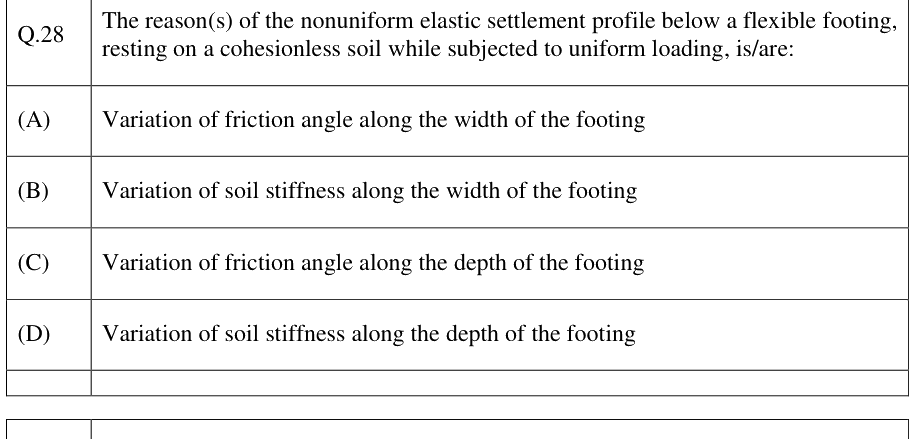 Q.28
The reason(s) of the nonuniform elastic settlement profile below a flexible footing,
resting on a cohesionless soil while subjected to uniform loading, is/are:
(A) Variation of friction angle along the width of the footing
(B) Variation of soil stiffness along the width of the footing
(C) Variation of friction angle along the depth of the footing
(D) Variation of soil stiffness along the depth of the footing